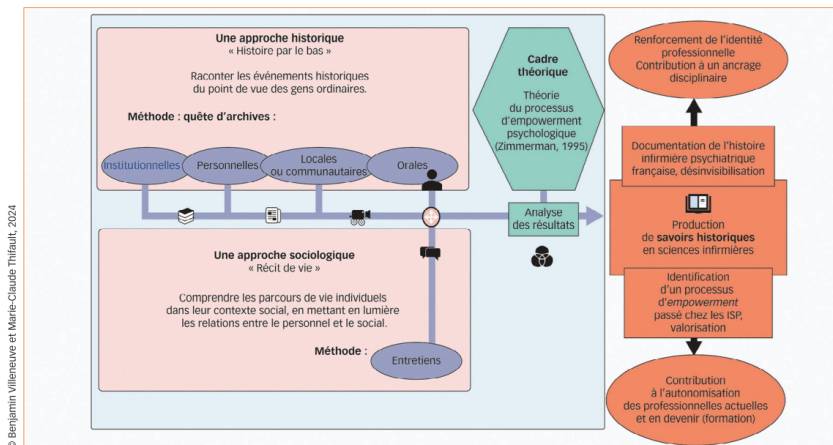 Une approche historique
« Histoire par le bas »
Raconter les événements historiques
du point de vue des gens ordinaires.
Méthode : quête d'archives :
Institutionnelles
Personnelles
Locales
ou communautaires
Orales
Une approche sociologique
« Récit de vie »
Comprendre les parcours de vie individuels
dans leur contexte social, en mettant en lumière
les relations entre le personnel et le social.
Méthode :
Entretiens
Cadre
théorique
Théorie
du processus
d'empowerment
psychologique
(Zimmerman, 1995)
Analyse
des résultats
Renforcement de l'identité
professionnelle
Contribution à un ancrage
disciplinaire
Documentation de l'histoire
infirmière psychiatrique
française, désinvisibilisation
Production
de savoirs historiques
en sciences infirmières
Identification
d'un processus
d'empowerment
passé chez les ISP,
valorisation
Contribution
à l'autonomisation
des professionnelles actuelles
et en devenir (formation)
© Benjamin Villeneuve et Marie-Claude Thifault, 2024